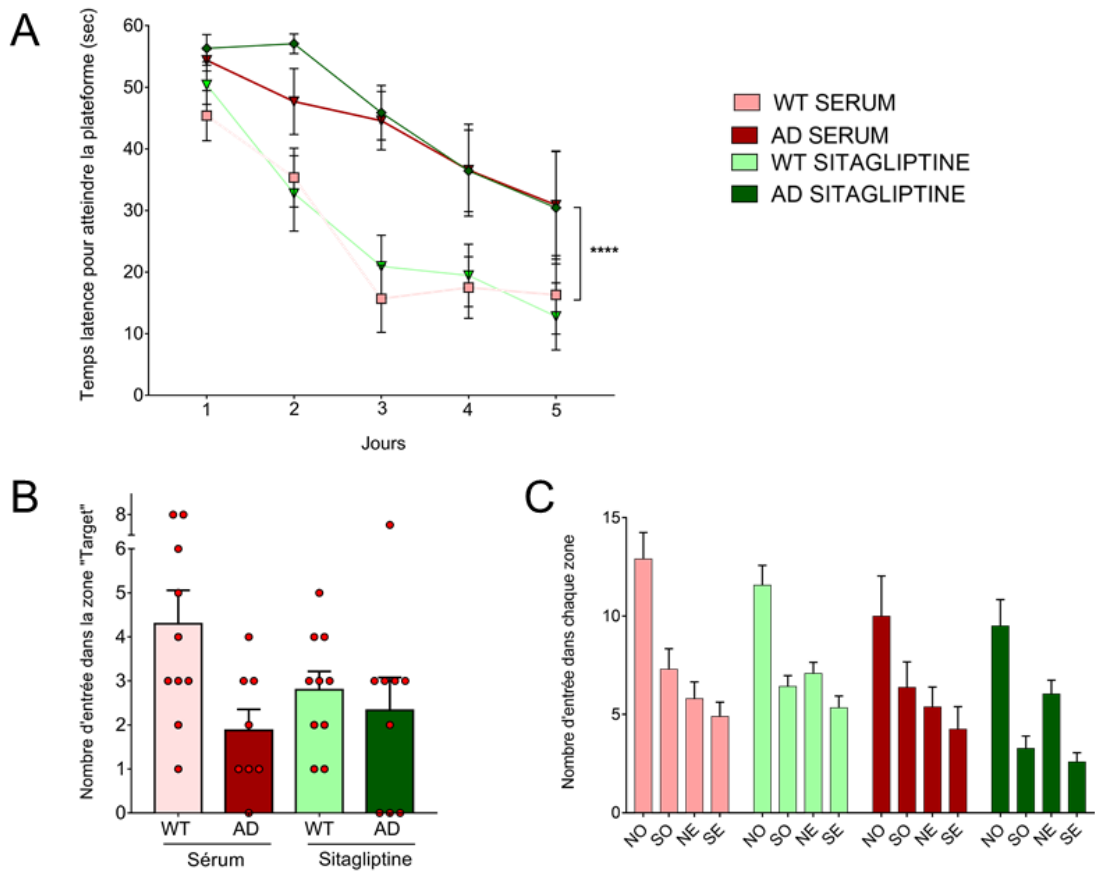 A
Temps latence pour atteindre la plateforme (sec)
60
50
40
30
20
10
0
1 2 3 4 5
Jours
****
WT SERUM
AD SERUM
WT SITAGLIPTINE
AD SITAGLIPTINE
B
Nombre d'entrée dans la zone "Target"
8
6
5
4
3
2
1
0
WT AD WT AD
Sérum Sitagliptine
C
Nombre d'entrée dans chaque zone
15
10
5
0
NO SO NE SE NO SO NE SE NO SO NE SE NO SO NE SE